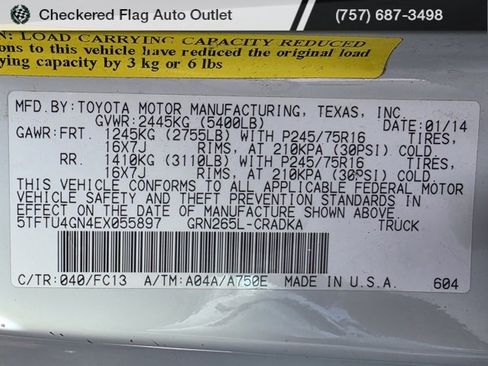 Checkered Flag Auto Outlet
(757) 687-3498
N: LOAD CARRYING CAPACITY REDUCED
ons to this vehicle have reduced the original load
ying capacity by 3 kg or 6 lbs
MFD.BY:TOYOTA MOTOR MANUFACTURING, TEXAS, INC.
GVWR:2445KG (5400LB) DATE:01/14
GAWR:FRT. 1245KG (2755LB) WITH P245/75R16 TIRES,
16X7J RIMS, AT 210KPA (30PSI) COLD
RR. 1410KG (3110LB) WITH P245/75R16 TIRES,
16X7J RIMS, AT 210KPA (30PSI) COLD.
THIS VEHICLE CONFORMS TO ALL APPLICABLE FEDERAL MOTOR
VEHICLE SAFETY AND THEFT PREVENTION STANDARDS IN
EFFECT ON THE DATE OF MANUFACTURE SHOWN ABOVE.
5TFTU4GN4EX055897 GRN265L-CRADKA TRUCK
C/TR:040/FC13 A/TM:A04A/A750E MADE IN U.S.A. 604